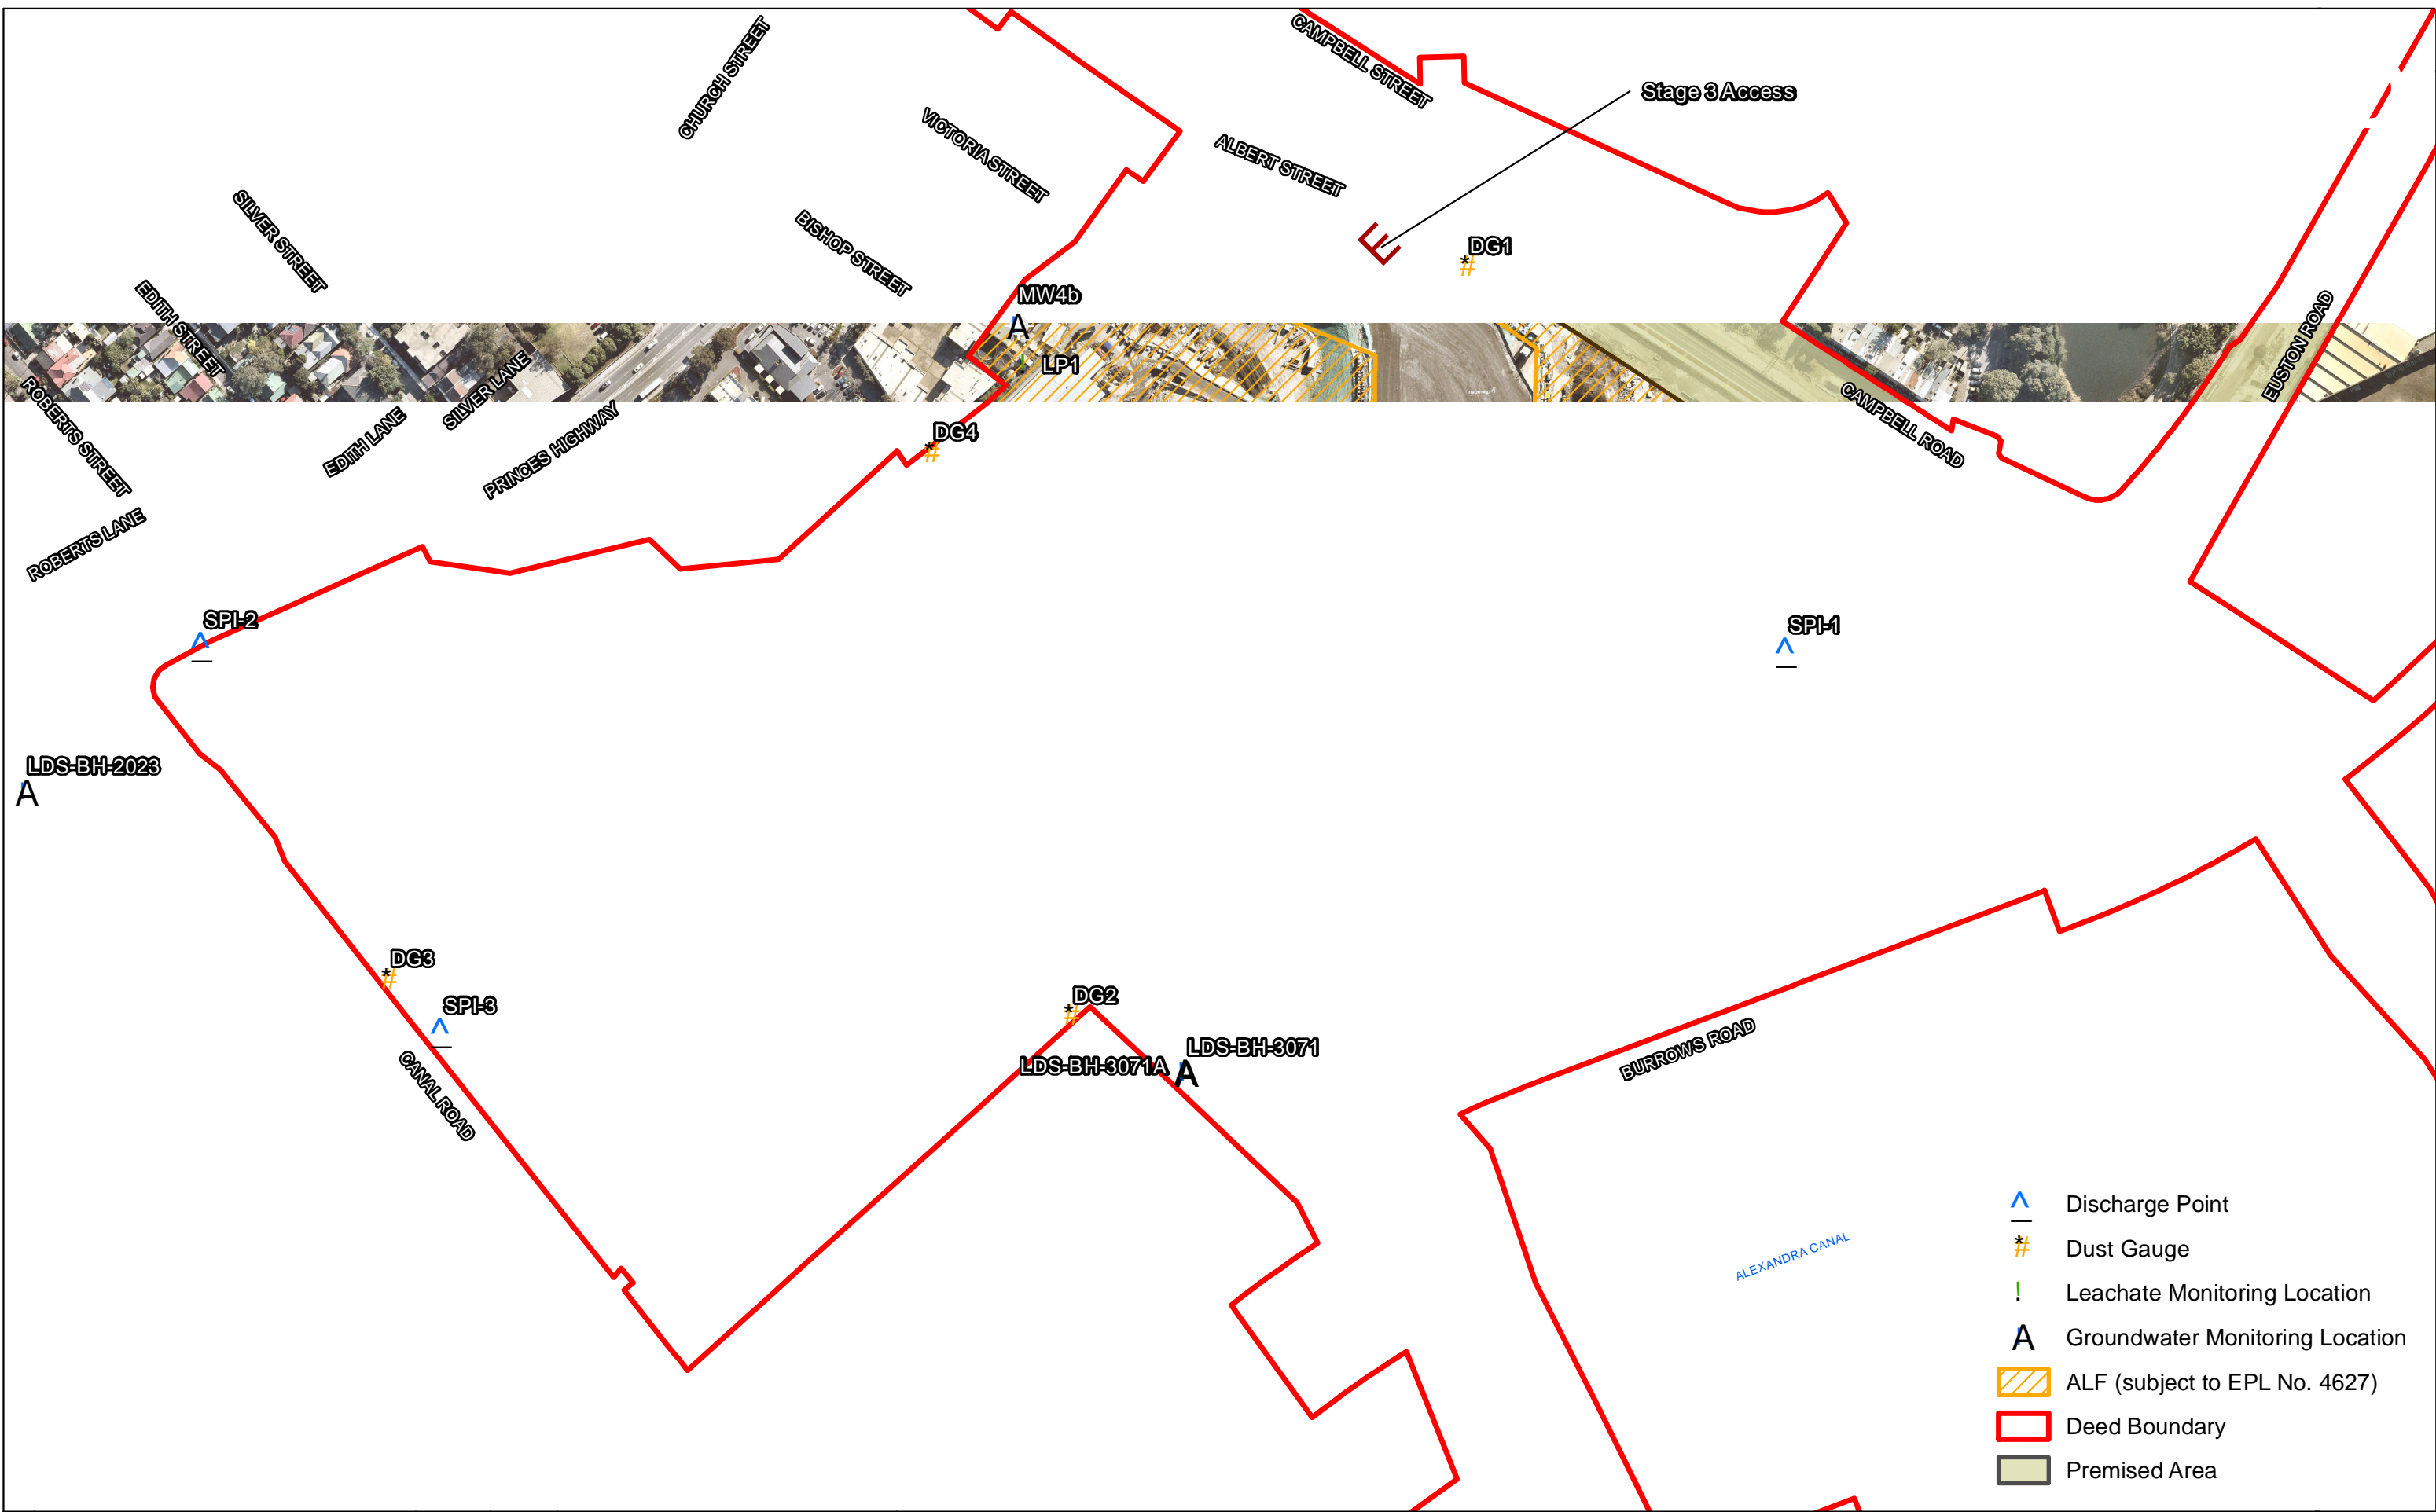 CHURCH STREET
CAMPBELL STREET
Stage 3 Access
VICTORIA STREET
ALBERT STREET
SILVER STREET
BISHOP STREET
E
DG1
*
#
EDITH STREET
MW4b
A
EUSTON ROAD
LP1
ROBERTS STREET
SILVER LANE
EDITH LANE
PRINCES HIGHWAY
CAMPBELL ROAD
DG4
*
#
ROBERTS LANE
SPI-2
^
SPI-1
^
LDS-BH-2023
A
DG3
*
#
SPI-3
^
DG2
*
#
CANAL ROAD
LDS-BH-3071A
LDS-BH-3071
A
BURROWS ROAD
ALEXANDRA CANAL
^ Discharge Point
*
# Dust Gauge
! Leachate Monitoring Location
A Groundwater Monitoring Location
ALF (subject to EPL No. 4627)
Deed Boundary
Premised Area